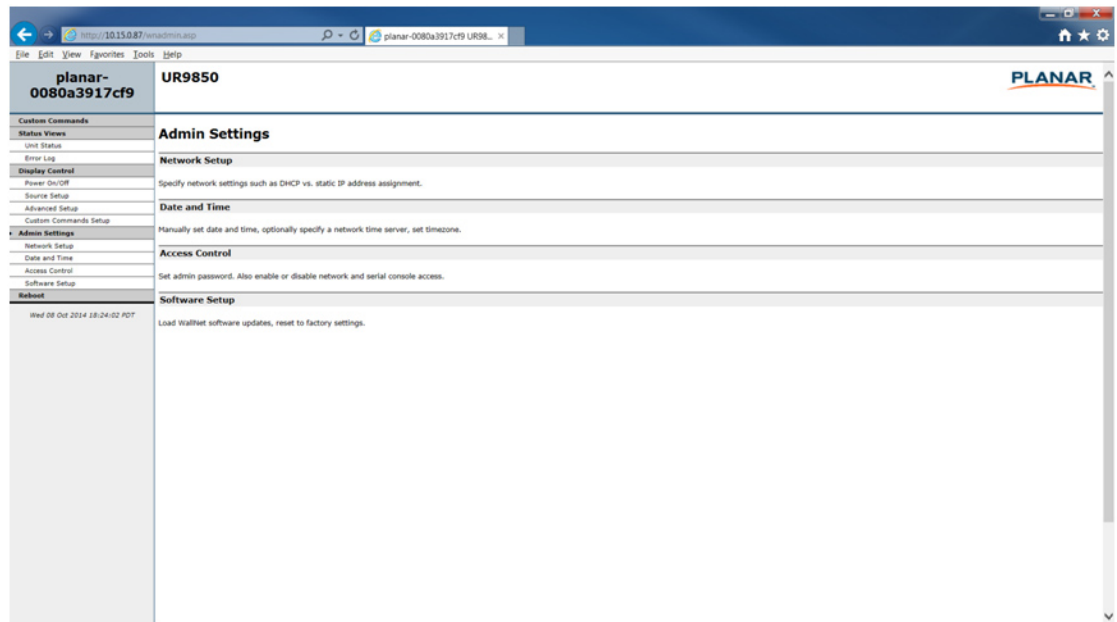 http://10.15.0.87/wnadmin.asp
planar-0080a3917cf9 UR98...
File Edit View Favorites Tools Help
planar-
0080a3917cf9
UR9850
PLANAR
Custom Commands
Status Views
Unit Status
Error Log
Display Control
Power On/Off
Source Setup
Advanced Setup
Custom Commands Setup
Admin Settings
Network Setup
Date and Time
Access Control
Software Setup
Reboot
Wed 08 Oct 2014 18:24:02 PDT
Admin Settings
Network Setup
Specify network settings such as DHCP vs. static IP address assignment.
Date and Time
Manually set date and time, optionally specify a network time server, set timezone.
Access Control
Set admin password. Also enable or disable network and serial console access.
Software Setup
Load WallNet software updates, reset to factory settings.